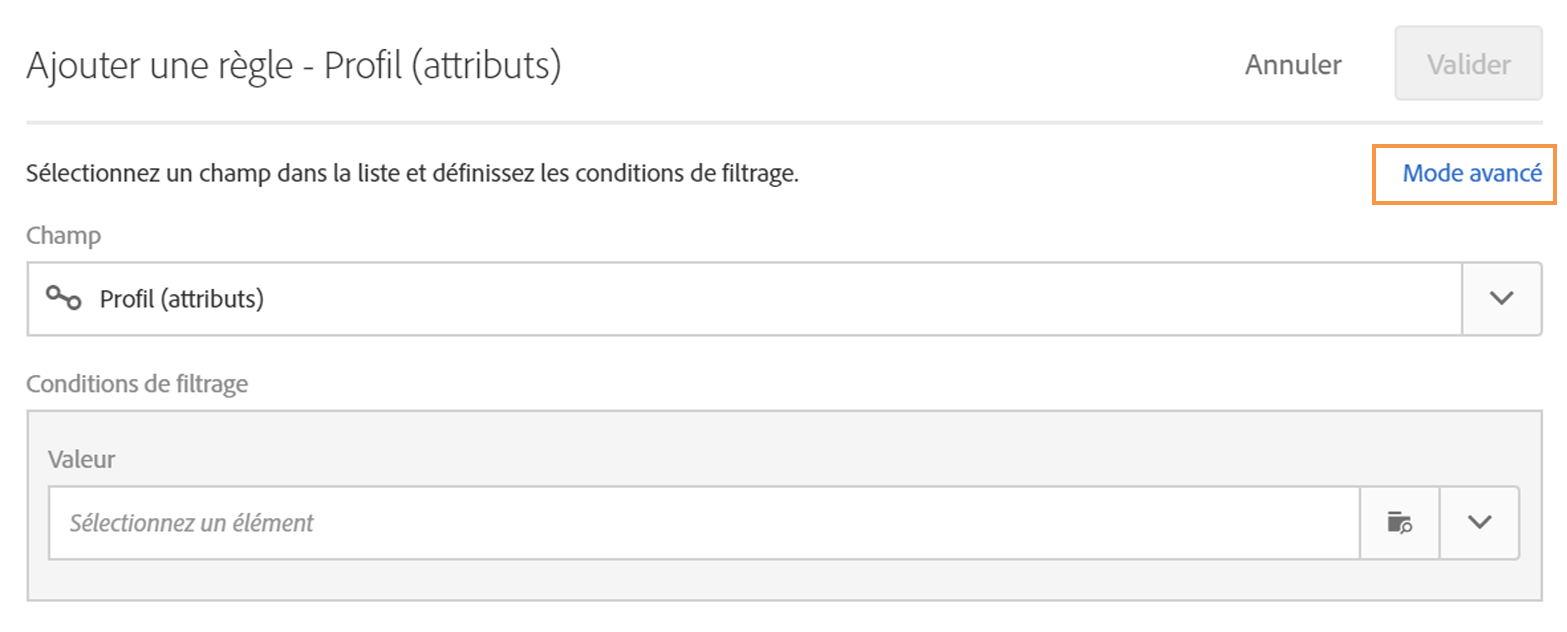 Ajouter une règle - Profil (attributs)
Annuler
Valider
Sélectionnez un champ dans la liste et définissez les conditions de filtrage.
Mode avancé
Champ
Profil (attributs)
Conditions de filtrage
Valeur
Sélectionnez un élément